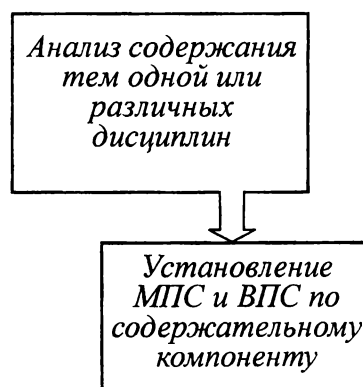 Анализ содержания
тем одной или
различных
дисциплин
Установление
МПС и ВПС по
содержательному
компоненту